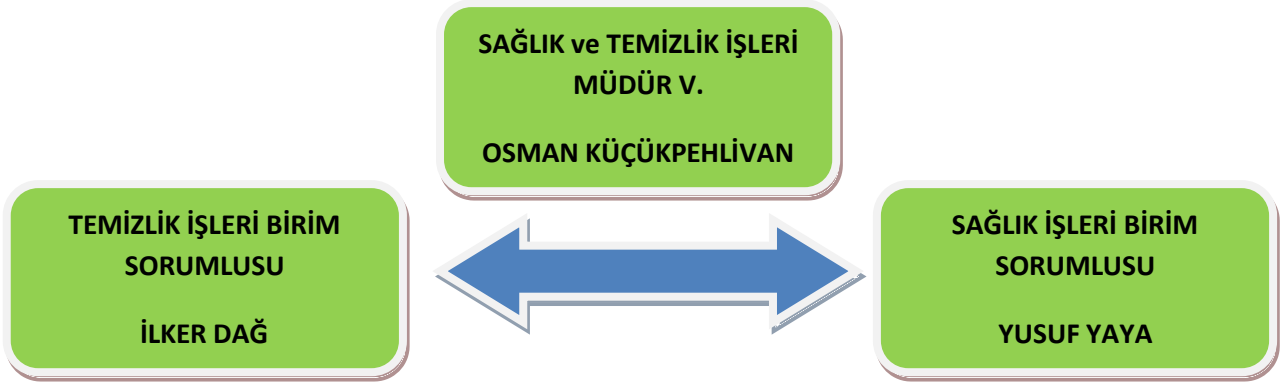 SAĞLIK ve TEMİZLİK İŞLERİ
MÜDÜR V.
OSMAN KÜÇÜKPEHLİVAN
TEMİZLİK İŞLERİ BİRİM
SORUMLUSU
İLKER DAĞ
SAĞLIK İŞLERİ BİRİM
SORUMLUSU
YUSUF YAYA